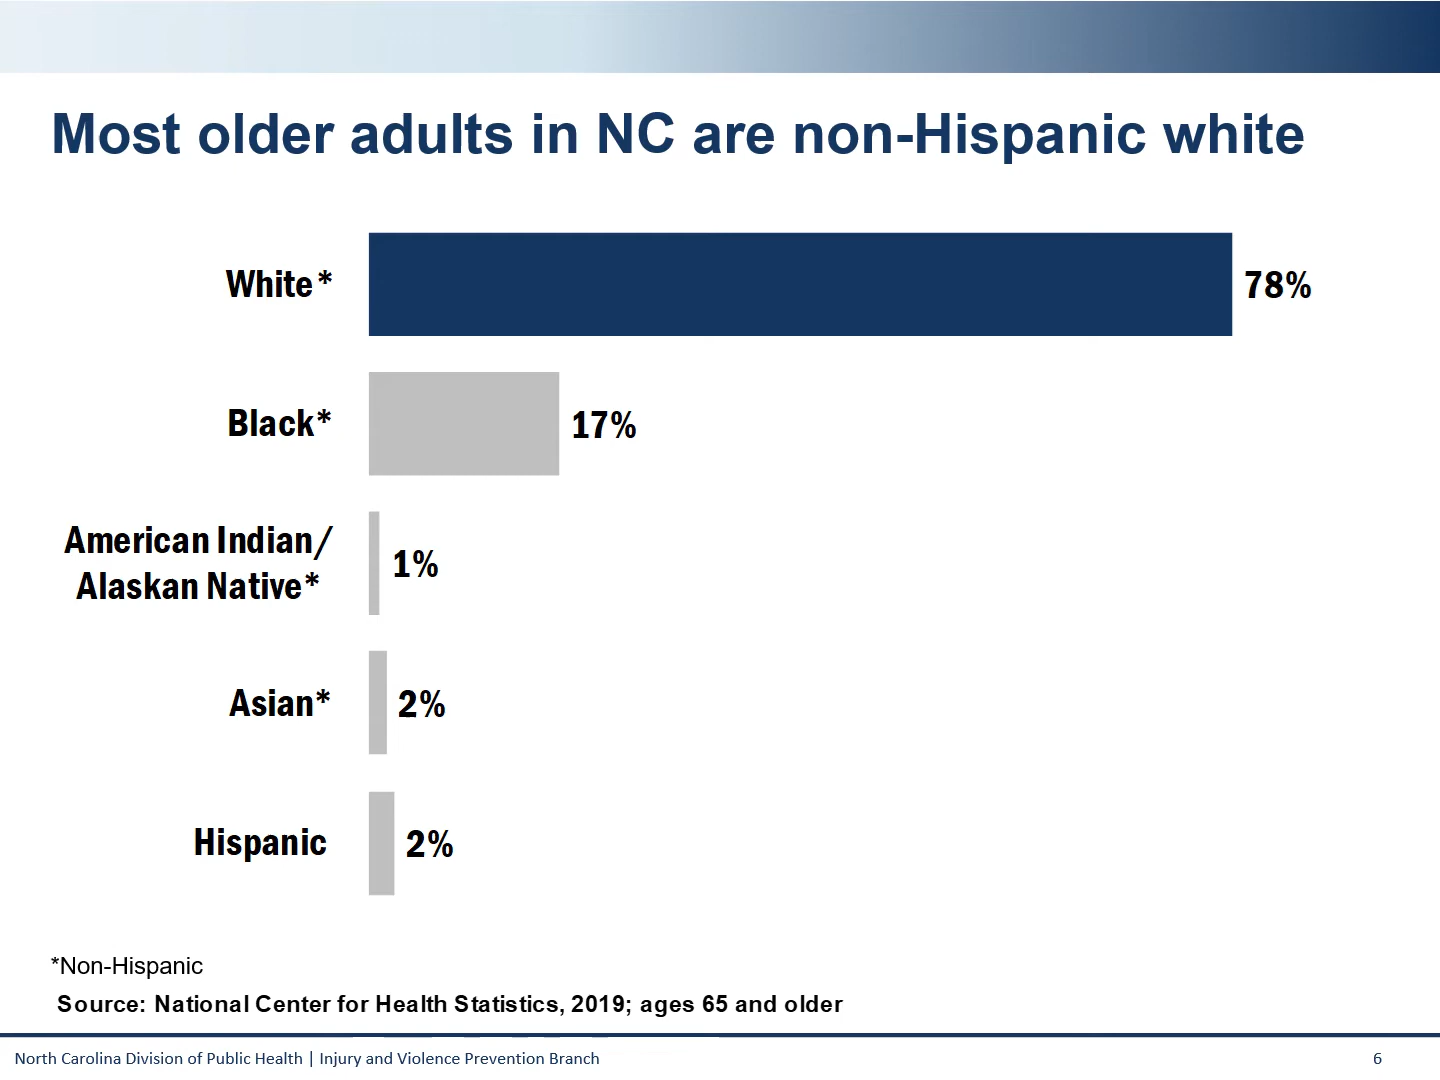 Most older adults in NC are non-Hispanic white
White*
78%
Black*
17%
American Indian/
Alaskan Native*
1%
Asian*
2%
Hispanic
2%
*Non-Hispanic
Source: National Center for Health Statistics, 2019; ages 65 and older
North Carolina Division of Public Health | Injury and Violence Prevention Branch
6